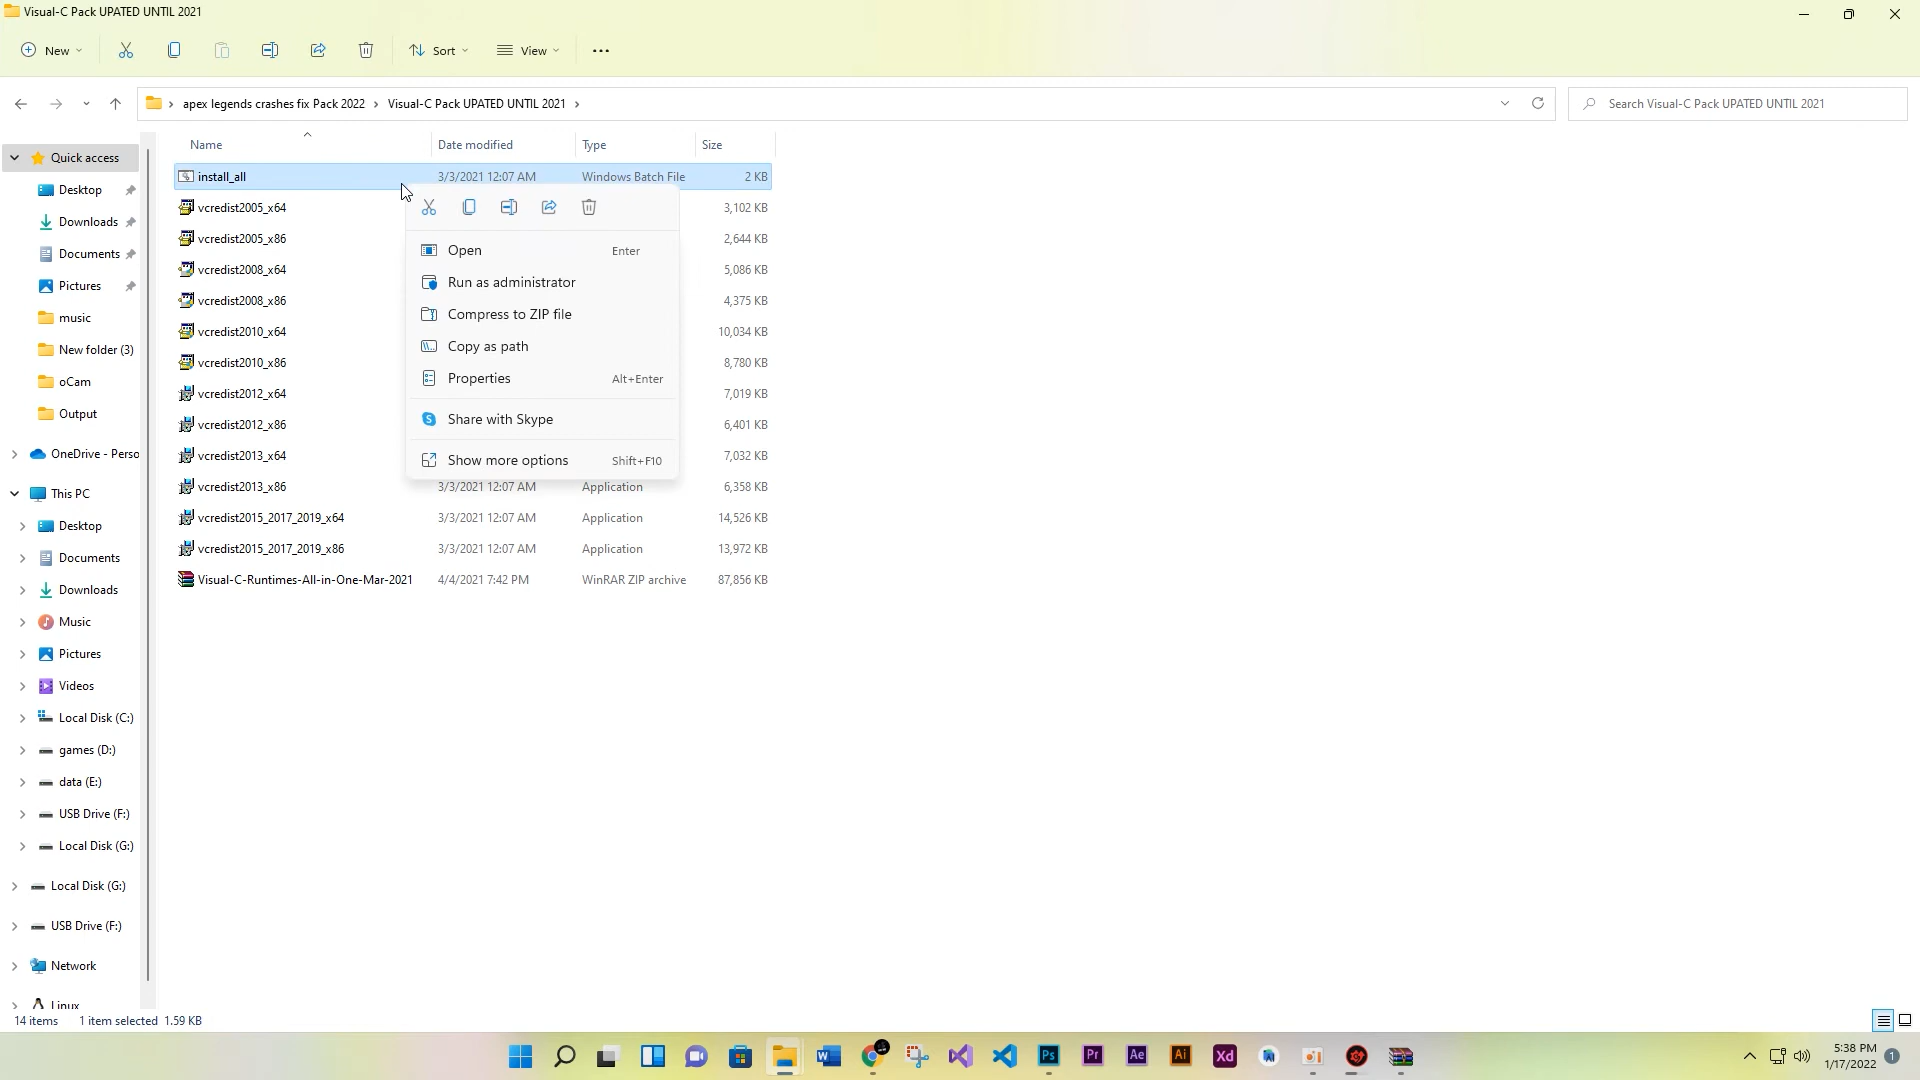 Visual-C Pack UPATED UNTIL 2021
New
Sort
View
apex legends crashes fix Pack 2022
Visual-C Pack UPATED UNTIL 2021
Search Visual-C Pack UPATED UNTIL 2021
Name
Date modified
Type
Size
Quick access
Desktop
Downloads
Documents
Pictures
music
New folder (3)
oCam
Output
OneDrive - Perso
This PC
Desktop
Documents
Downloads
Music
Pictures
Videos
Local Disk (C:)
games (D:)
data (E:)
USB Drive (F:)
Local Disk (G:)
Local Disk (G:)
USB Drive (F:)
Network
Linux
install_all 3/3/2021 12:07 AM Windows Batch File 2 KB
vcredist2005_x64 3,102 KB
vcredist2005_x86 2,644 KB
vcredist2008_x64 5,086 KB
vcredist2008_x86 4,375 KB
vcredist2010_x64 10,034 KB
vcredist2010_x86 8,780 KB
vcredist2012_x64 7,019 KB
vcredist2012_x86 6,401 KB
vcredist2013_x64 7,032 KB
vcredist2013_x86 3/3/2021 12:07 AM Application 6,358 KB
vcredist2015_2017_2019_x64 3/3/2021 12:07 AM Application 14,526 KB
vcredist2015_2017_2019_x86 3/3/2021 12:07 AM Application 13,972 KB
Visual-C-Runtimes-All-in-One-Mar-2021 4/4/2021 7:42 PM WinRAR ZIP archive 87,856 KB
Open Enter
Run as administrator
Compress to ZIP file
Copy as path
Properties Alt+Enter
Share with Skype
Show more options Shift+F10
14 items 1 item selected 1.59 KB
Ps
Pr
Ae
Ai
Xd
5:38 PM
1/17/2022
1